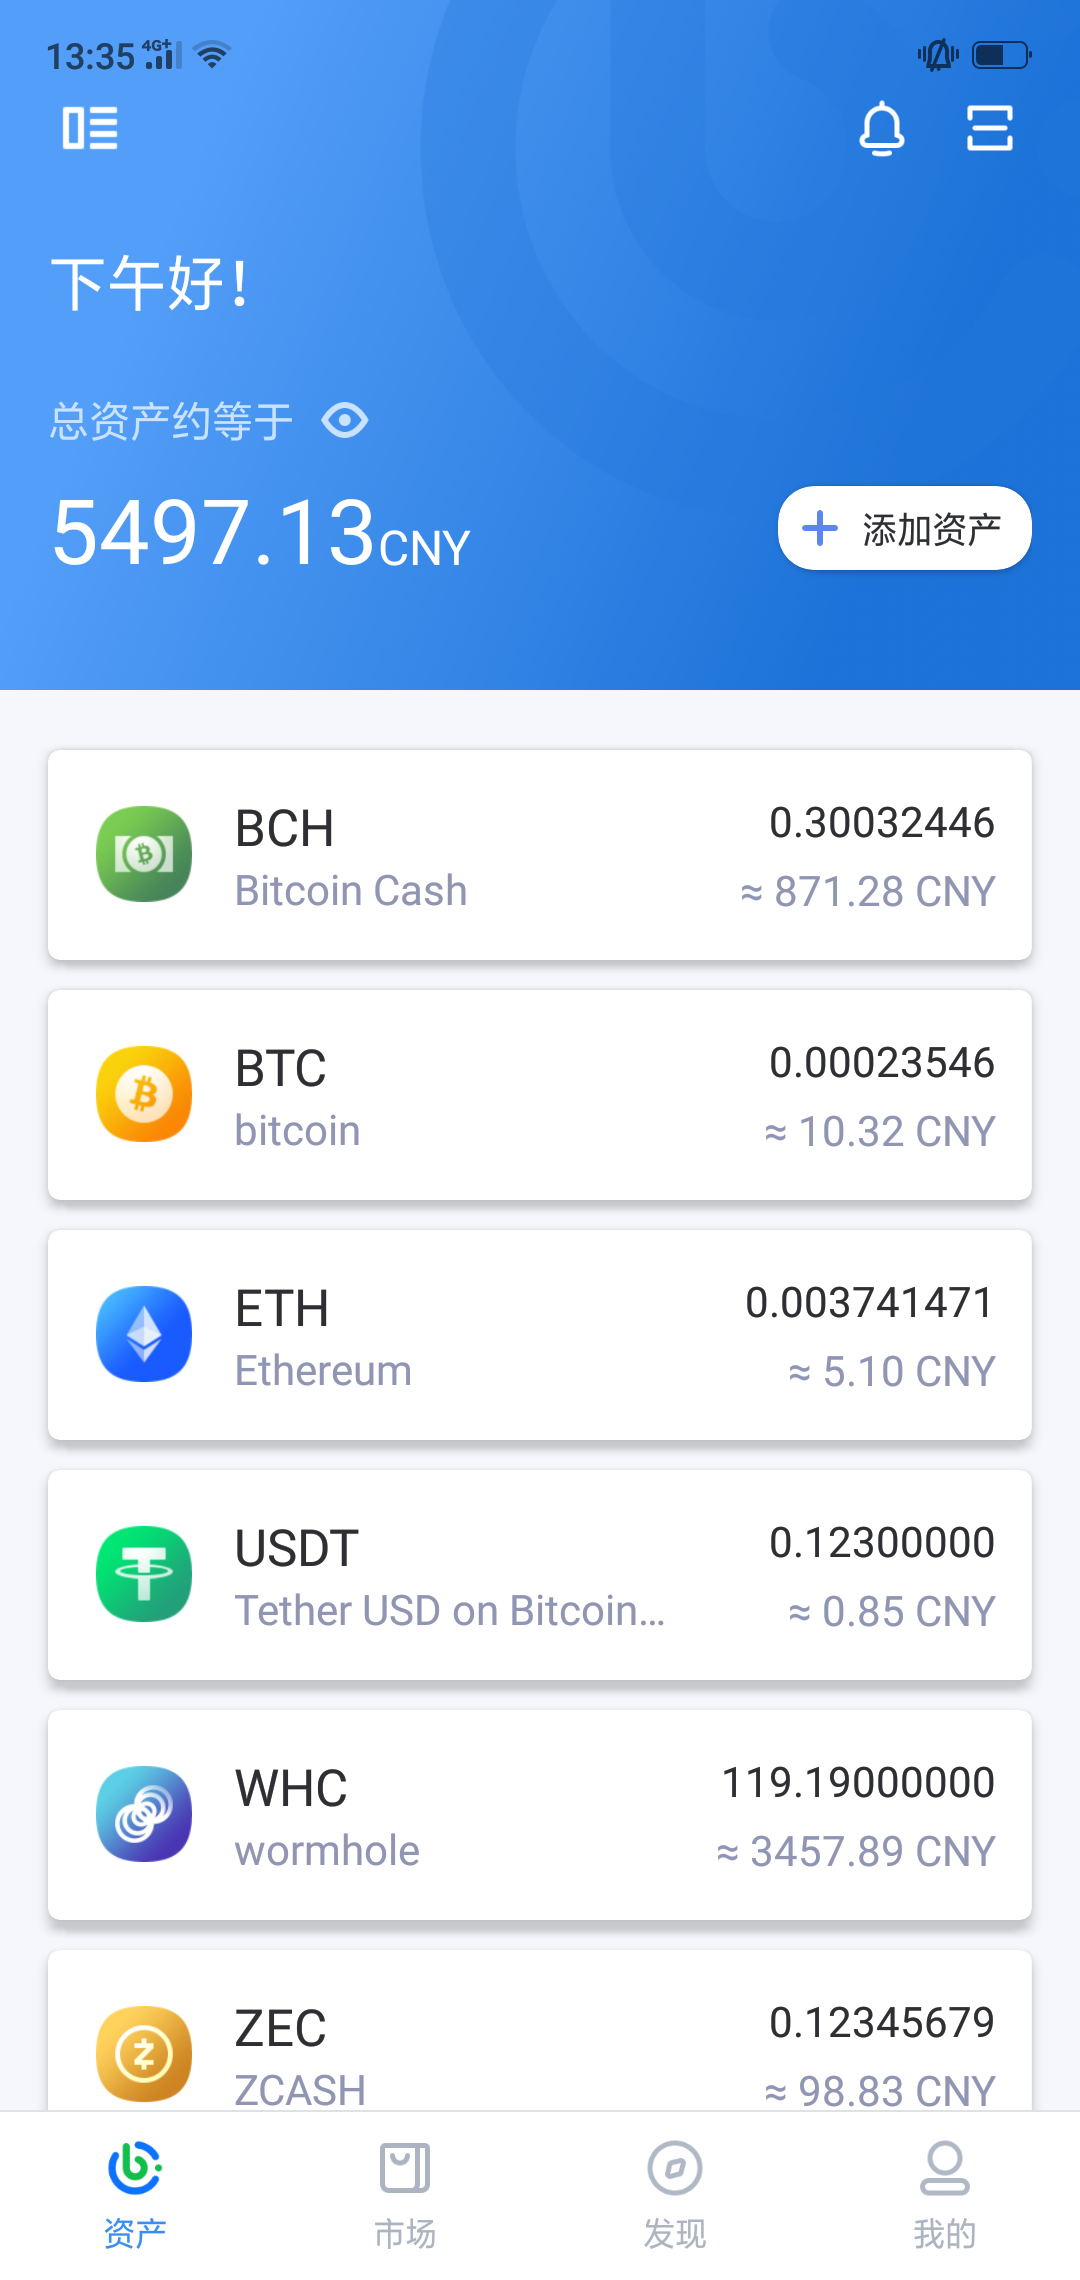 13:35 4G+
下午好！
总资产约等于
5497.13 CNY
添加资产
BCH
0.30032446
Bitcoin Cash
≈ 871.28 CNY
BTC
0.00023546
bitcoin
≈ 10.32 CNY
ETH
0.003741471
Ethereum
≈ 5.10 CNY
USDT
0.12300000
Tether USD on Bitcoin...
≈ 0.85 CNY
WHC
119.19000000
wormhole
≈ 3457.89 CNY
ZEC
0.12345679
ZCASH
≈ 98.83 CNY
资产
市场
发现
我的